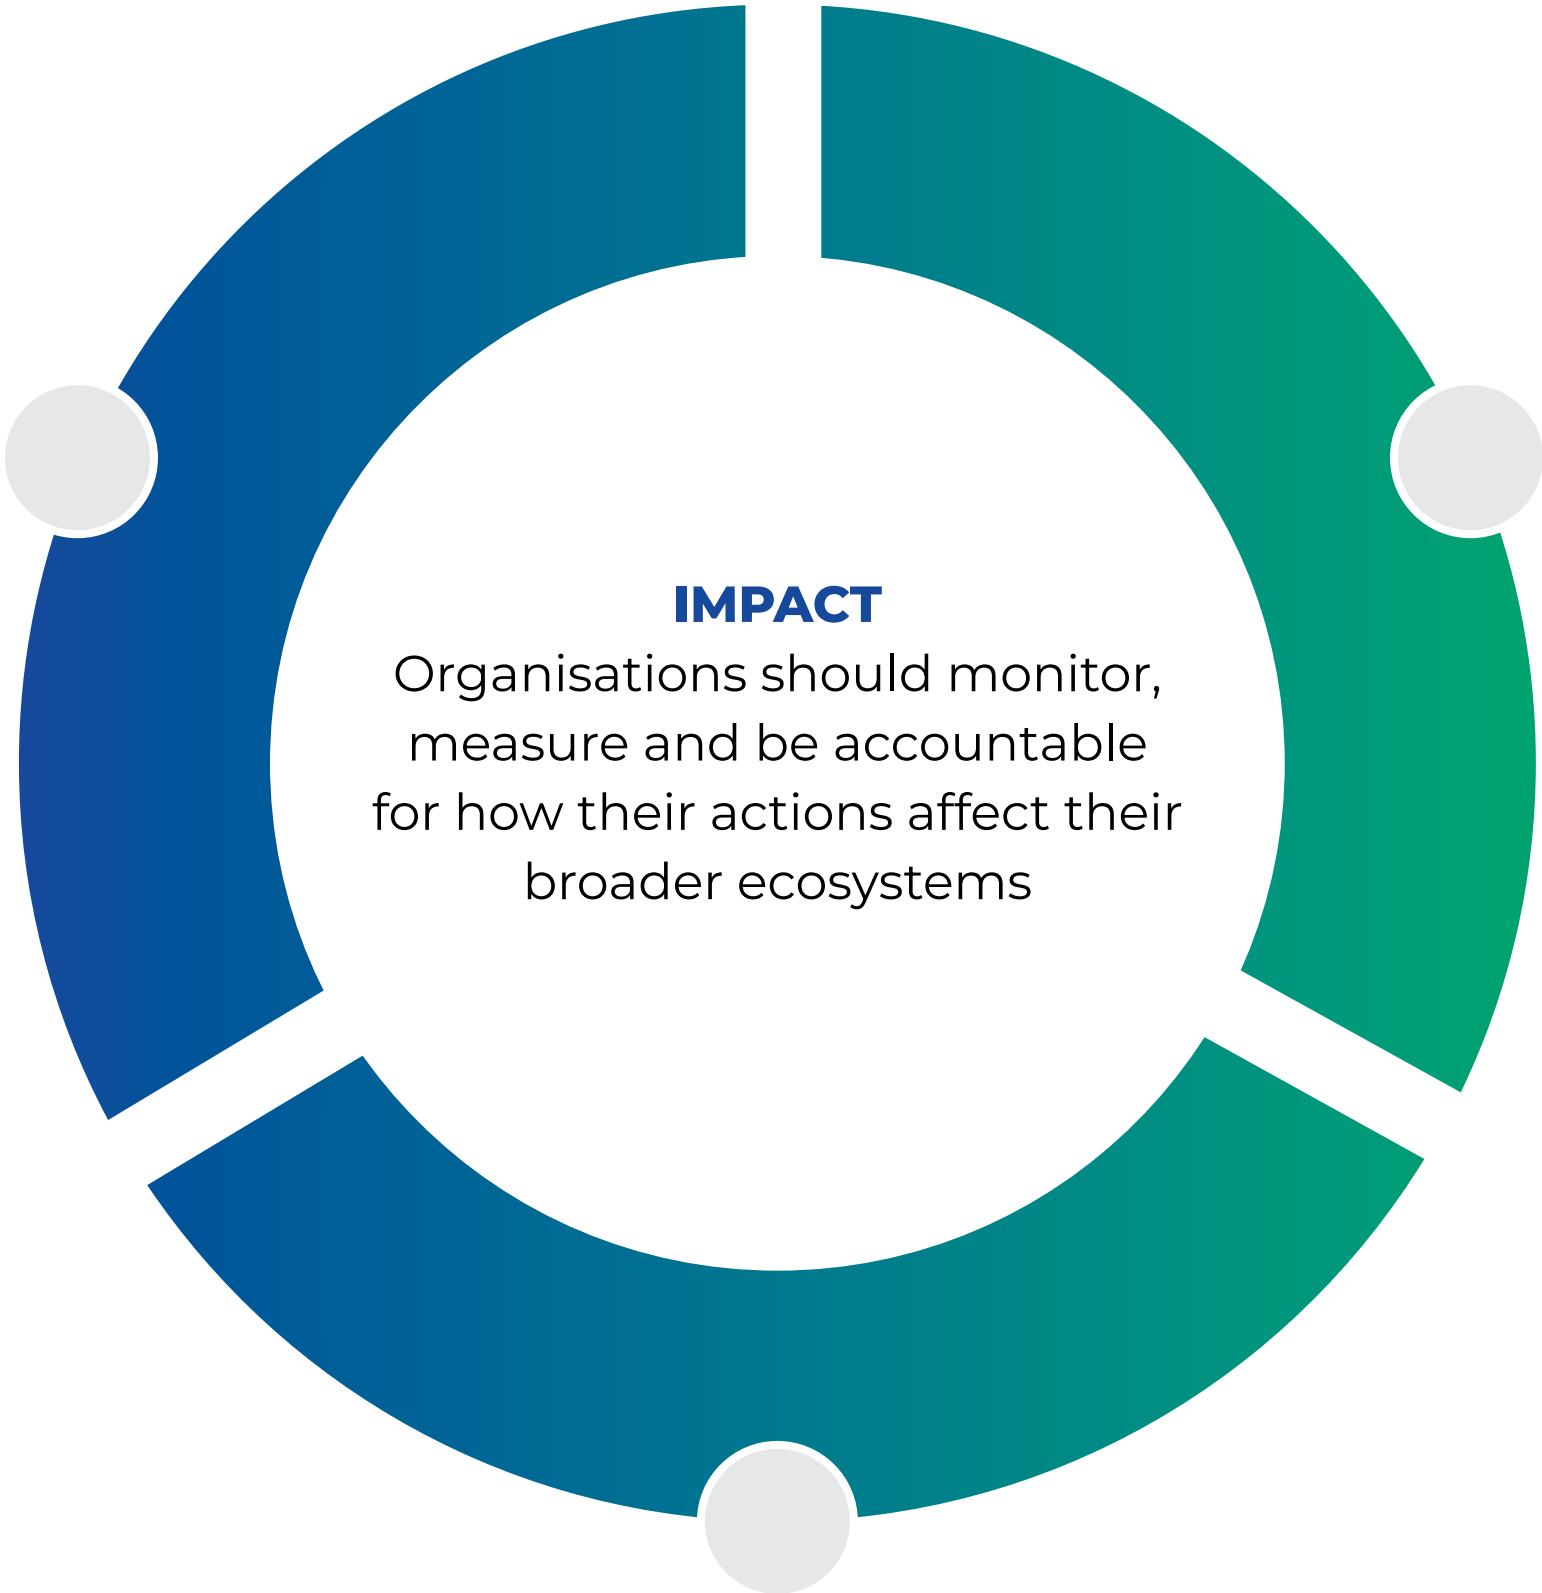 IMPACT
Organisations should monitor,
measure and be accountable
for how their actions affect their
broader ecosystems